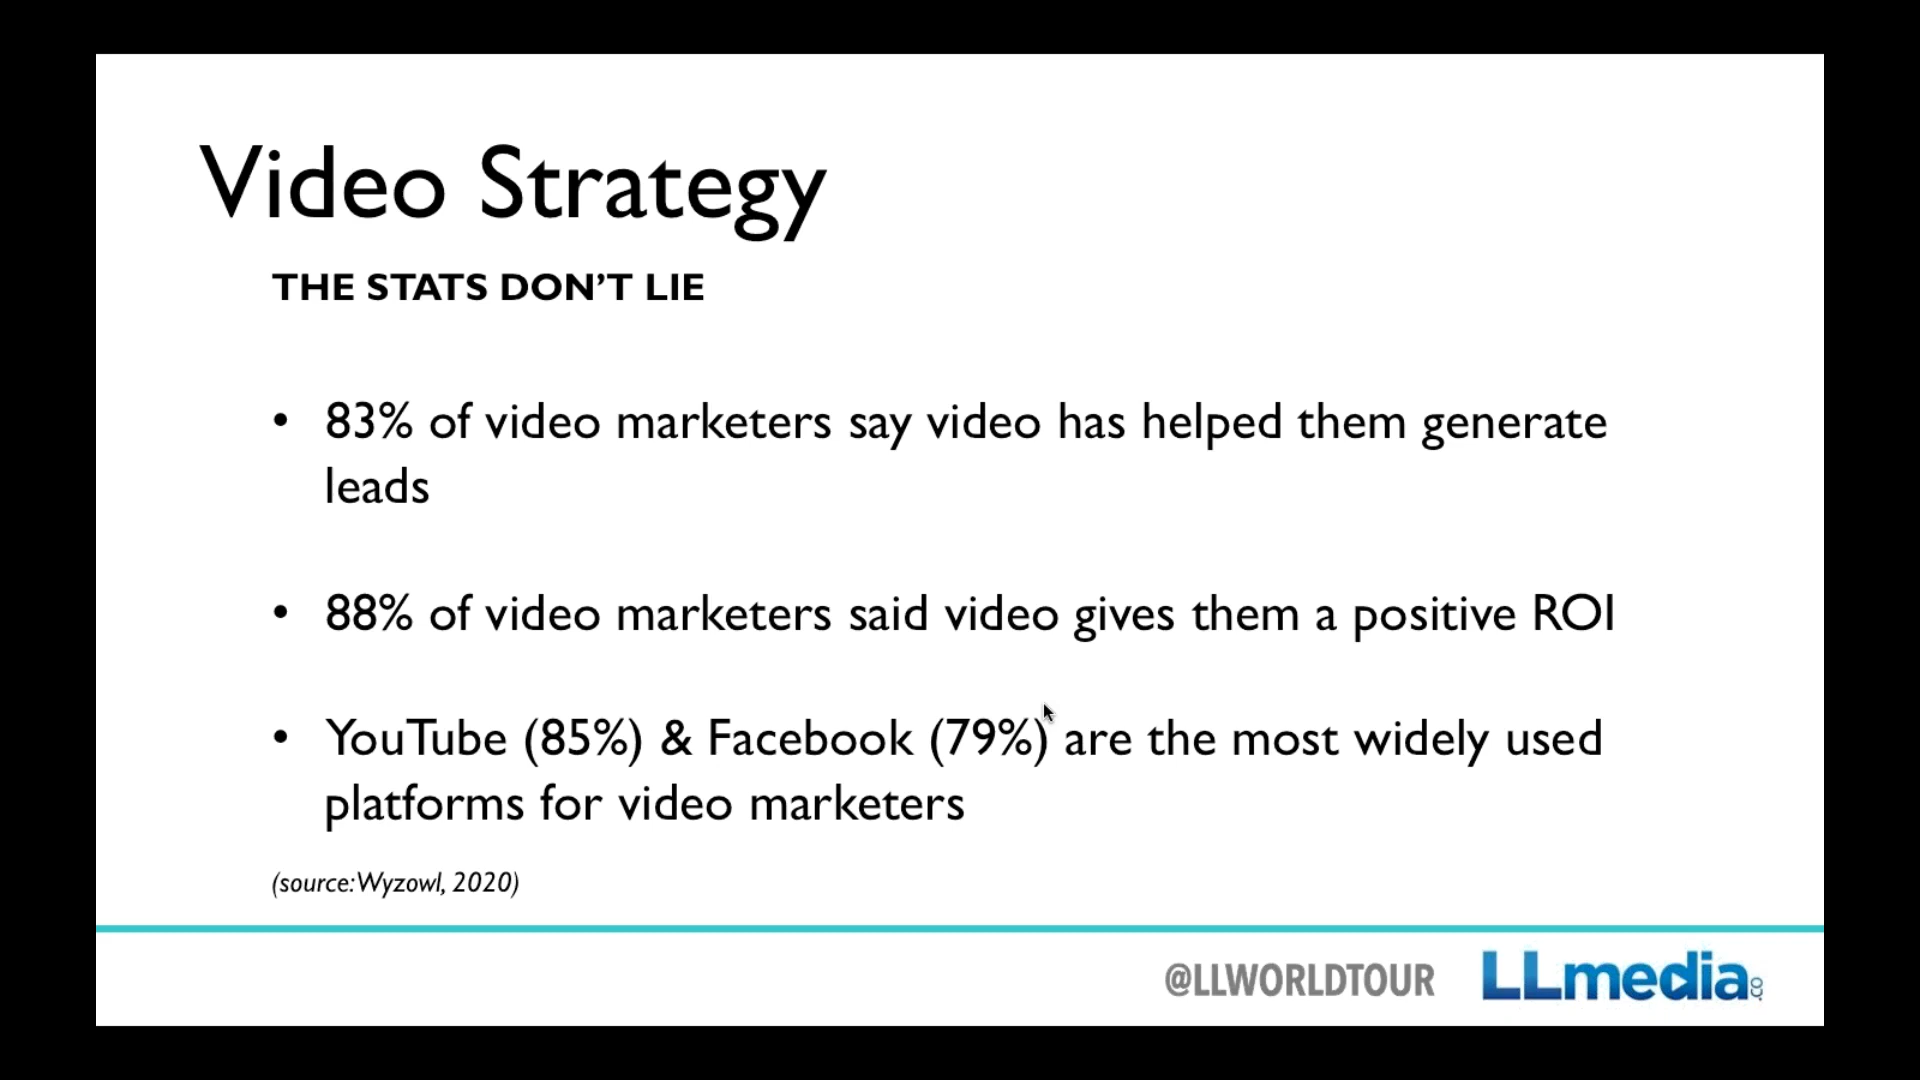 Video Strategy
THE STATS DON’T LIE
• 83% of video marketers say video has helped them generate
leads
• 88% of video marketers said video gives them a positive ROI
• YouTube (85%) & Facebook (79%) are the most widely used
platforms for video marketers
(source: Wyzowl, 2020)
@LLWORLDTOUR LLmedia.co